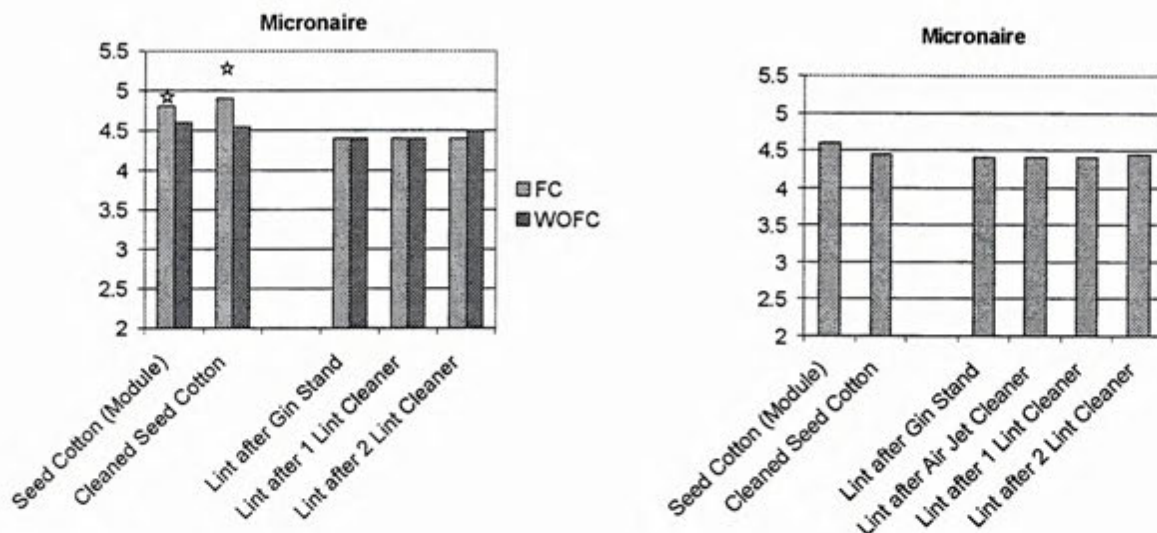 Micronaire
5.5
5
4.5
4
3.5
3
2.5
2
Seed Cotton (Module)
Cleaned Seed Cotton
Lint after Gin Stand
Lint after 1 Lint Cleaner
Lint after 2 Lint Cleaner
FC
WOFC
Micronaire
5.5
5
4.5
4
3.5
3
2.5
2
Seed Cotton (Module)
Cleaned Seed Cotton
Lint after Gin Stand
Lint after Air Jet Cleaner
Lint after 1 Lint Cleaner
Lint after 2 Lint Cleaner